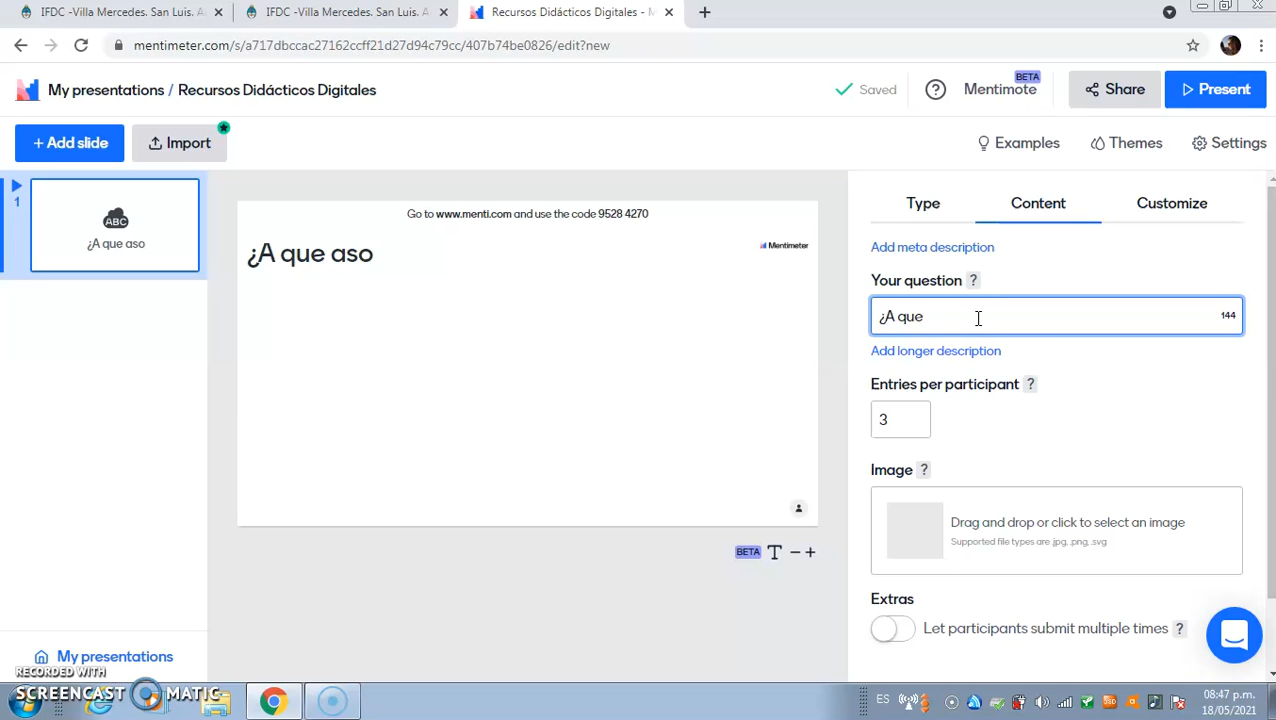 IFDC -Villa Mercedes. San Luis. A
IFDC -Villa Mercedes. San Luis. A
Recursos Didácticos Digitales - M
mentimeter.com/s/a717dbccac27162ccff21d27d94c79cc/407b74be0826/edit?new
My presentations / Recursos Didácticos Digitales
Saved
Mentimote
BETA
Share
Present
+ Add slide
Import
Examples
Themes
Settings
1
ABC
¿A que aso
Go to www.menti.com and use the code 9528 4270
¿A que aso
Mentimeter
BETA T − +
Type
Content
Customize
Add meta description
Your question ?
¿A que
144
Add longer description
Entries per participant ?
3
Image ?
Drag and drop or click to select an image
Supported file types are .jpg, .png, .svg
Extras
Let participants submit multiple times ?
My presentations
RECORDED WITH
SCREENCAST MATIC
ES
08:47 p.m.
18/05/2021